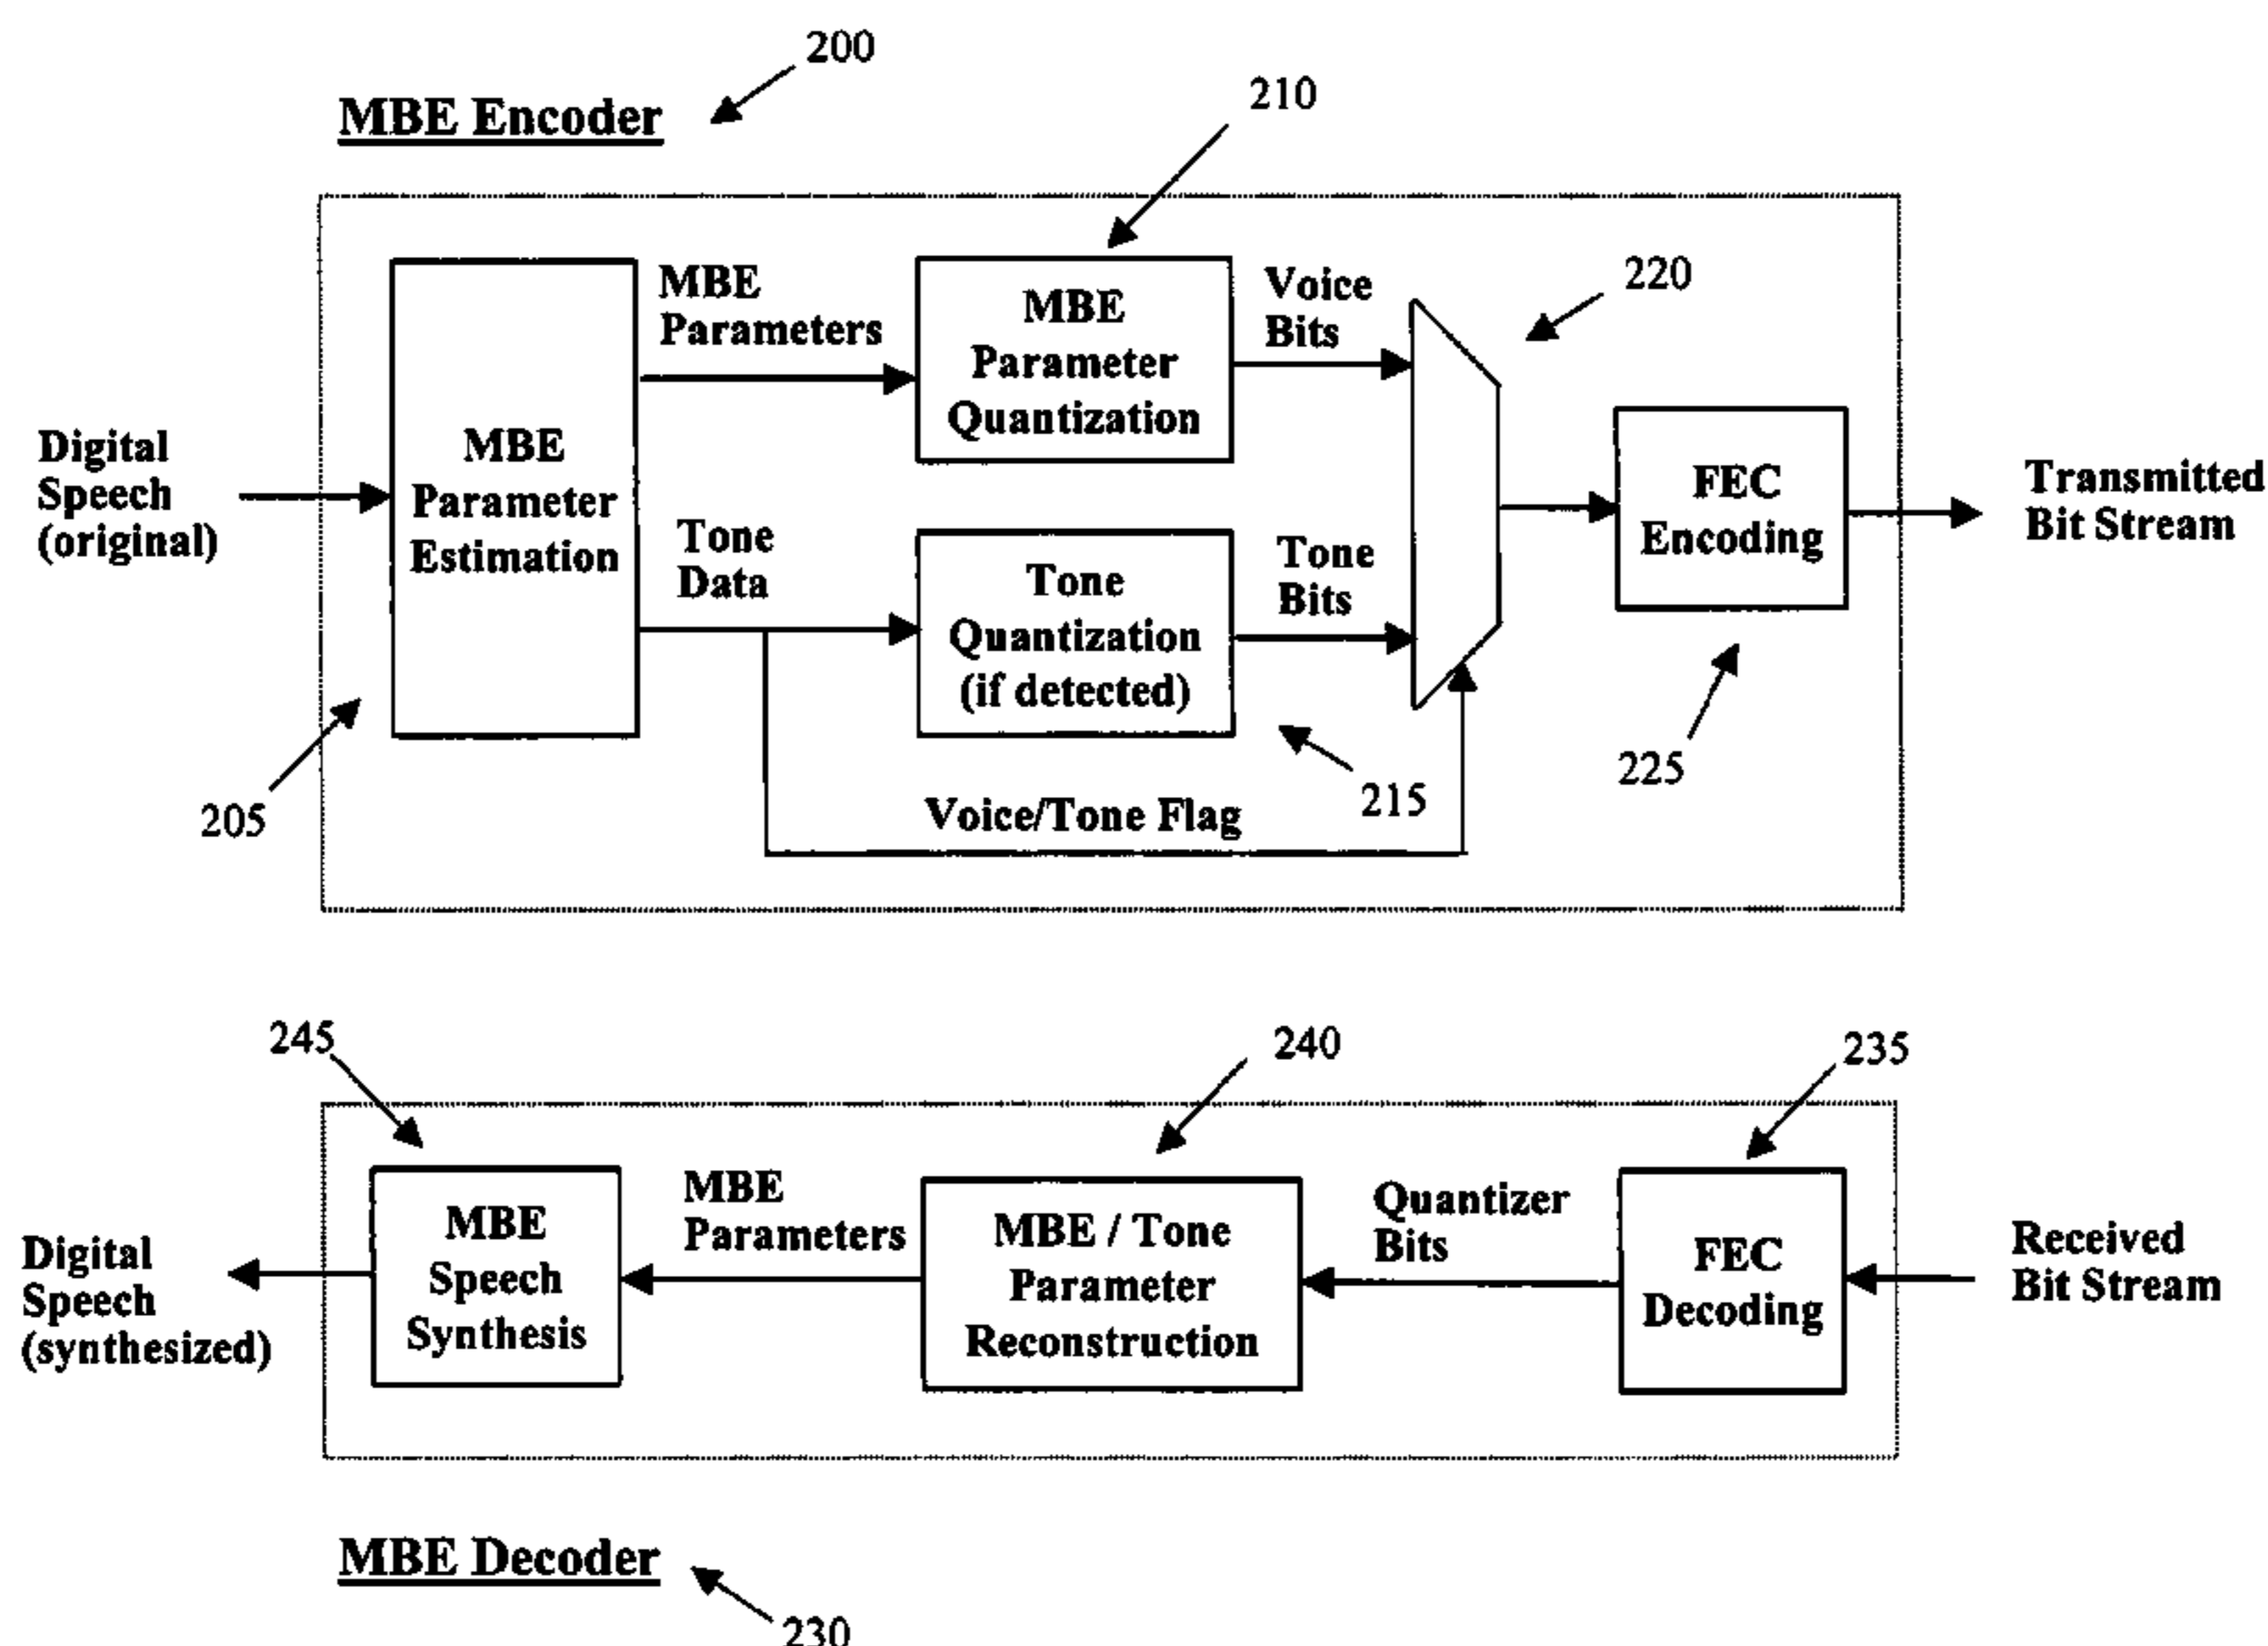 200
MBE Encoder
210
220
MBE
Parameters
MBE
Parameter
Quantization
Voice
Bits
Digital
Speech
(original)
MBE
Parameter
Estimation
FEC
Encoding
Transmitted
Bit Stream
Tone
Data
Tone
Quantization
(if detected)
Tone
Bits
205
Voice/Tone Flag
215
225
245
240
235
Digital
Speech
(synthesized)
MBE
Speech
Synthesis
MBE
Parameters
MBE / Tone
Parameter
Reconstruction
Quantizer
Bits
FEC
Decoding
Received
Bit Stream
MBE Decoder
230